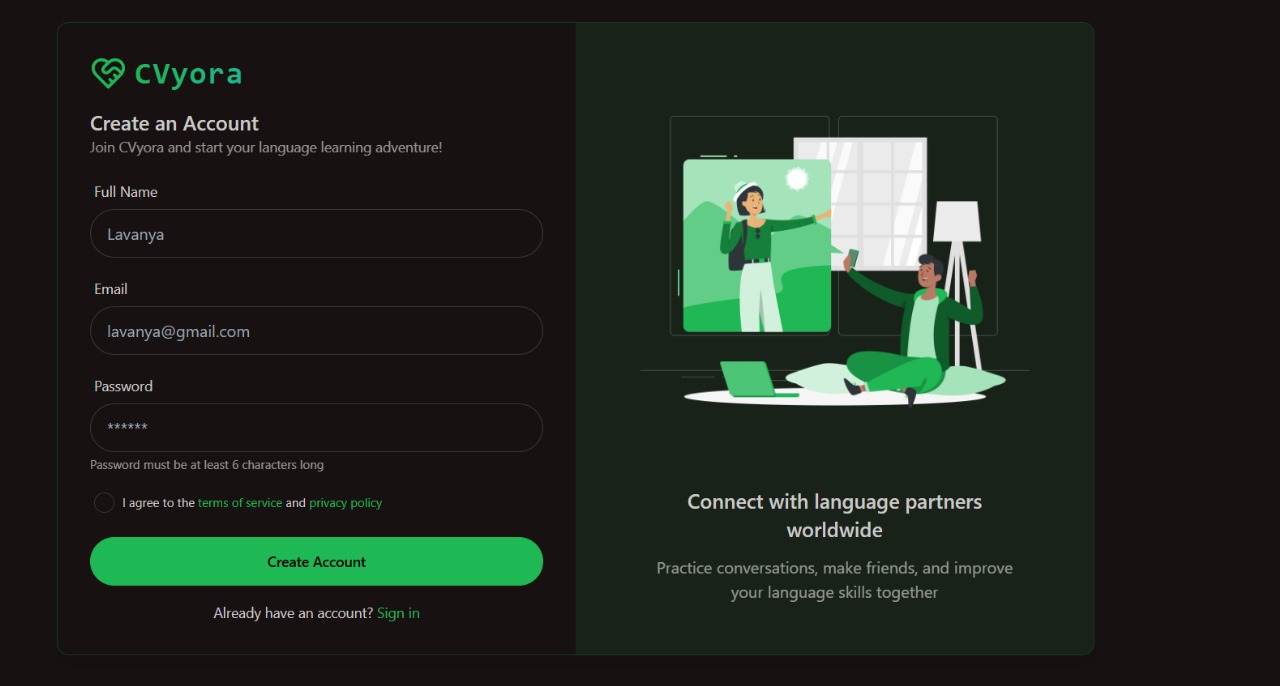 CVyora
Create an Account
Join CVyora and start your language learning adventure!
Full Name
Lavanya
Email
lavanya@gmail.com
Password
******
Password must be at least 6 characters long
I agree to the terms of service and privacy policy
Create Account
Already have an account? Sign in
Connect with language partners
worldwide
Practice conversations, make friends, and improve
your language skills together